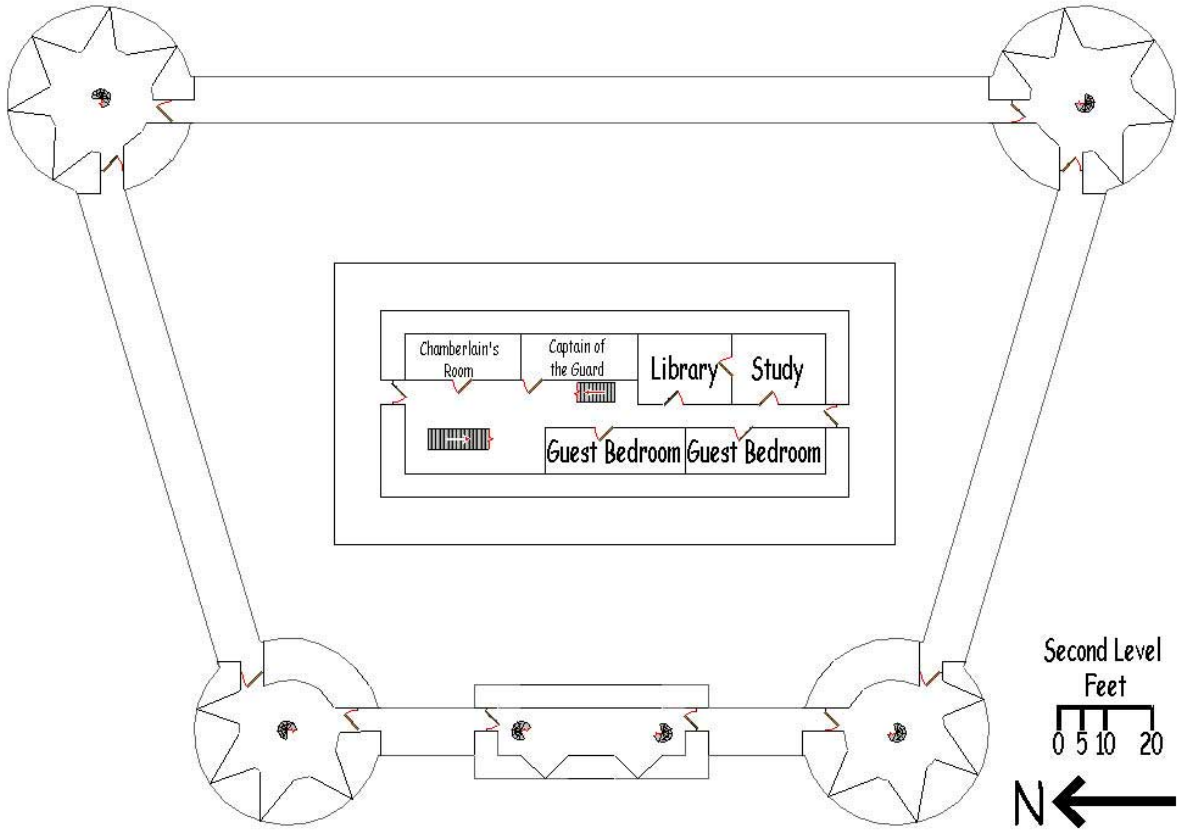 Chamberlain's
Room
Captain of
the Guard
Library
Study
Guest Bedroom
Guest Bedroom
Second Level
Feet
0 5 10 20
N